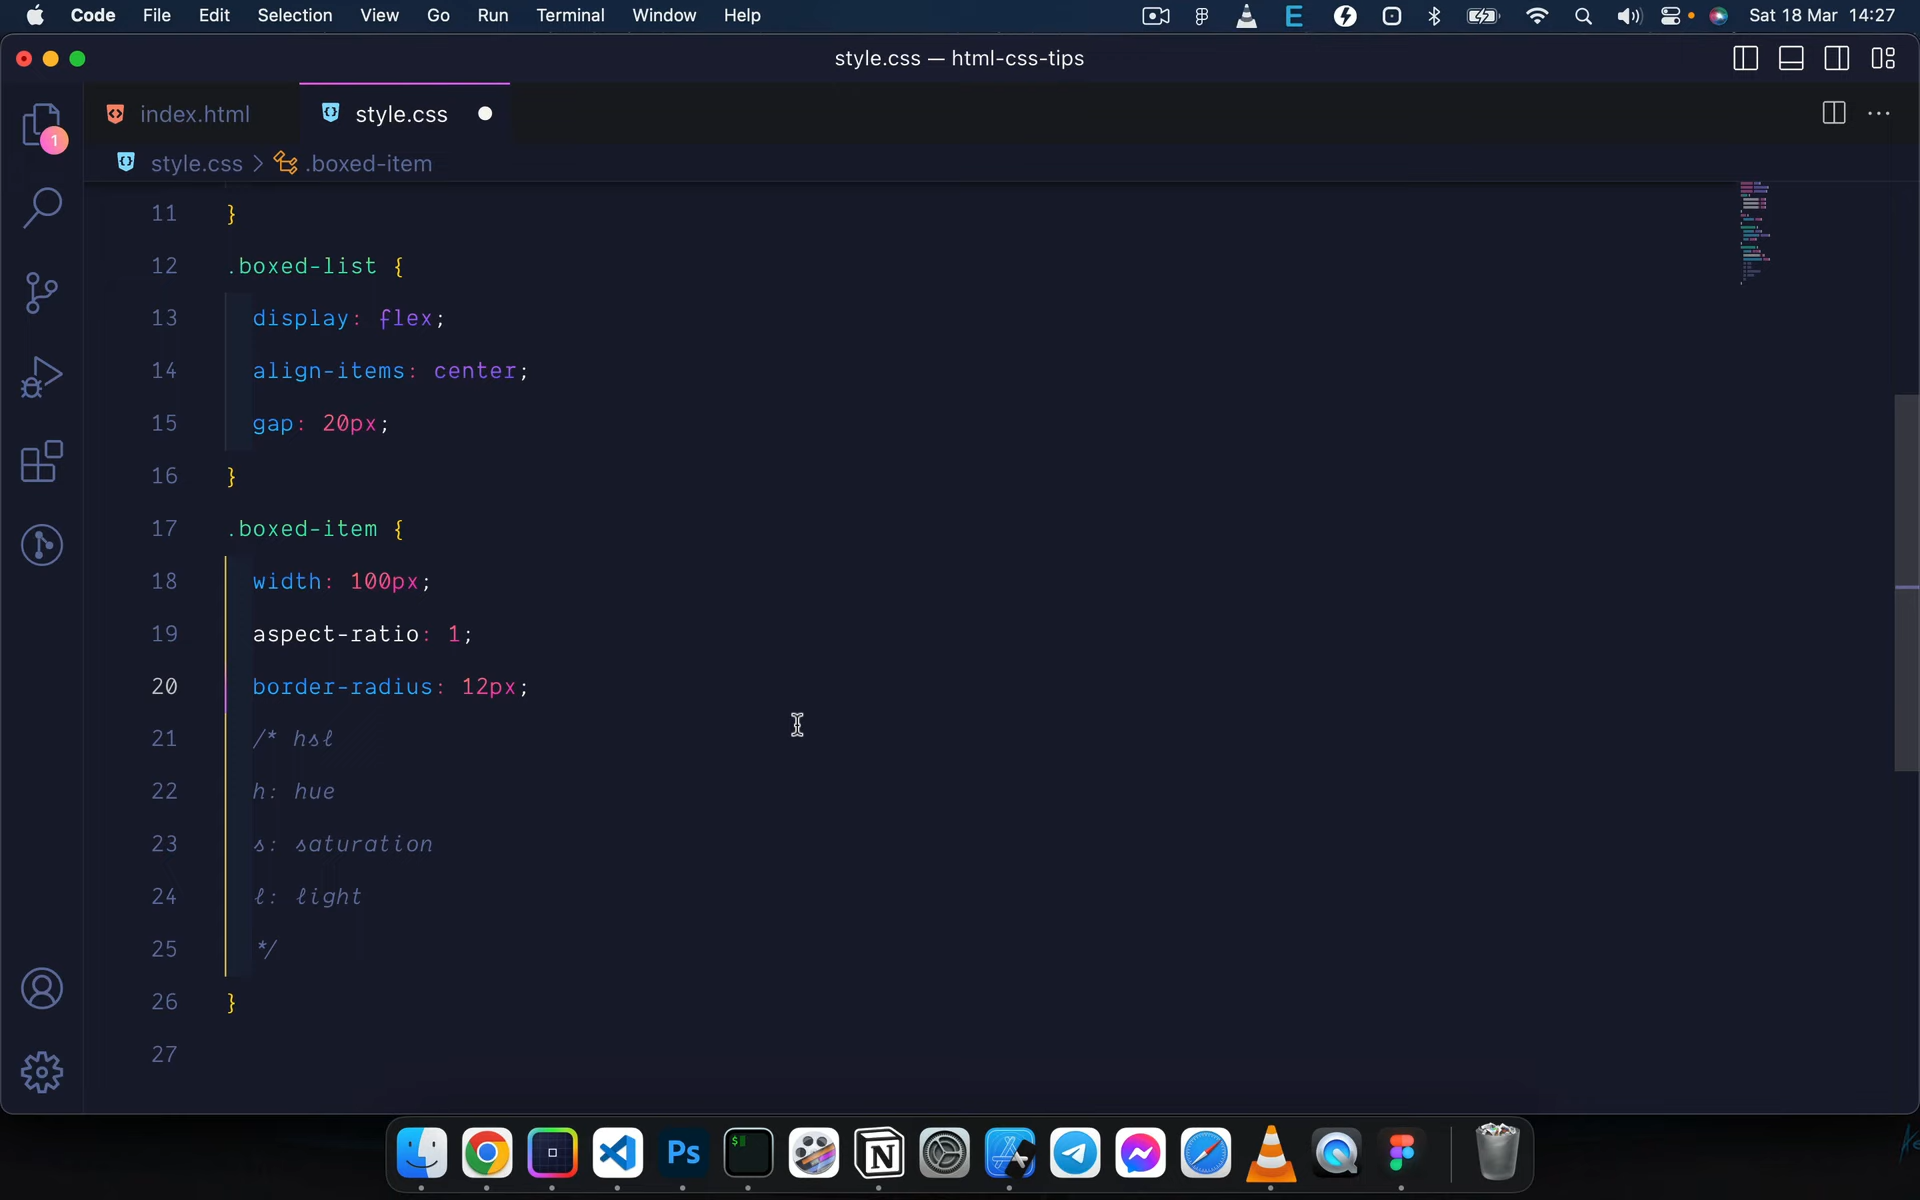 Code File Edit Selection View Go Run Terminal Window Help Sat 18 Mar 14:27
style.css — html-css-tips
index.html style.css
1
style.css > .boxed-item
11 }
12 .boxed-list {
13 display: flex;
14 align-items: center;
15 gap: 20px;
16 }
17 .boxed-item {
18 width: 100px;
19 aspect-ratio: 1;
20 border-radius: 12px;
21 /* hsl
22 h: hue
23 s: saturation
24 l: light
25 */
26 }
27
Ps